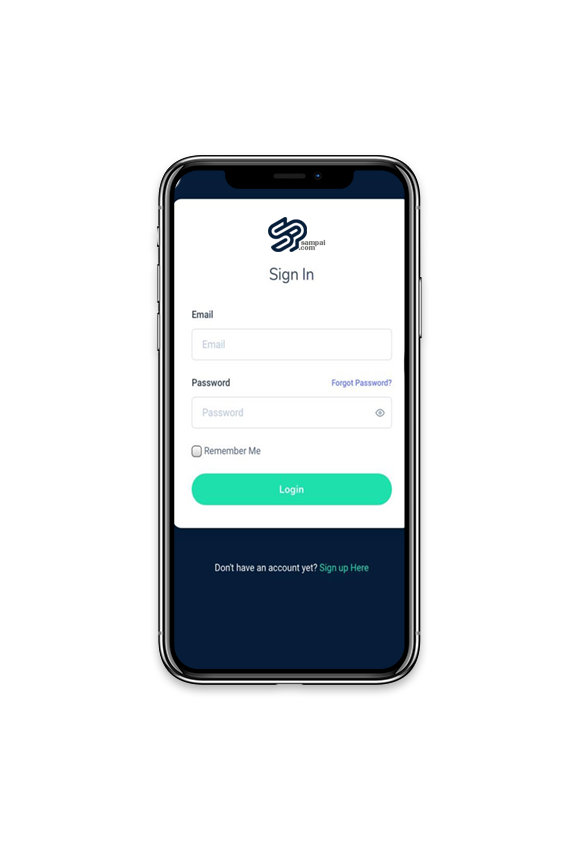 sampai
.com
Sign In
Email
Email
Password Forgot Password?
Password
Remember Me
Login
Don't have an account yet? Sign up Here